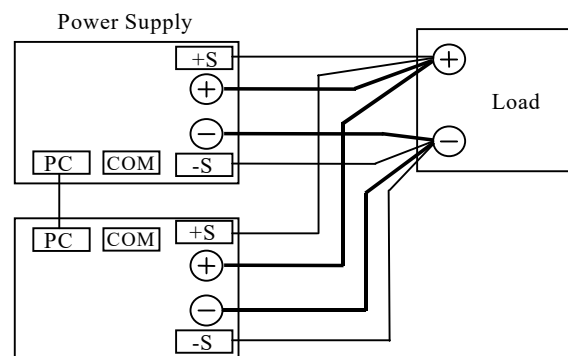 Power Supply
+S
+
+
Load
−
−
PC COM
-S
PC COM
+S
+
−
-S